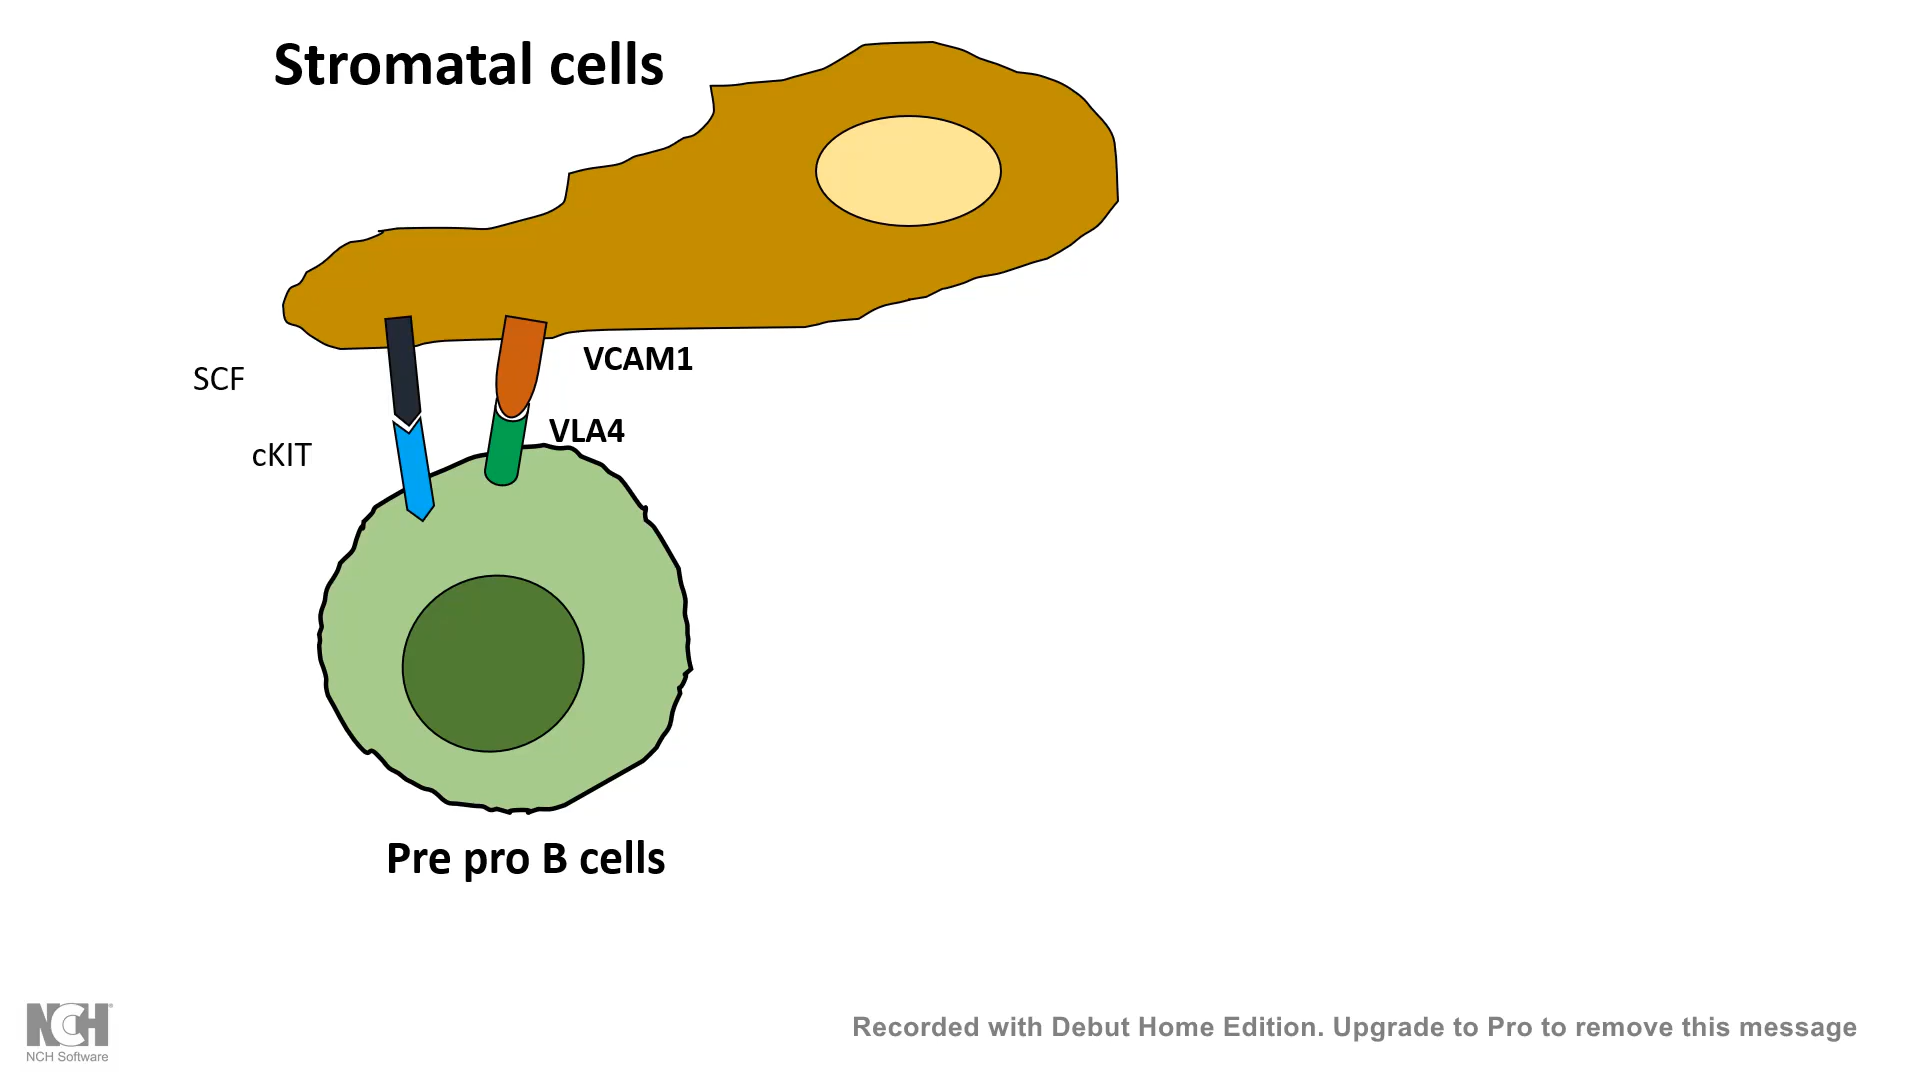 Stromatal cells
VCAM1
SCF
VLA4
cKIT
Pre pro B cells
NCH
NCH Software
Recorded with Debut Home Edition. Upgrade to Pro to remove this message